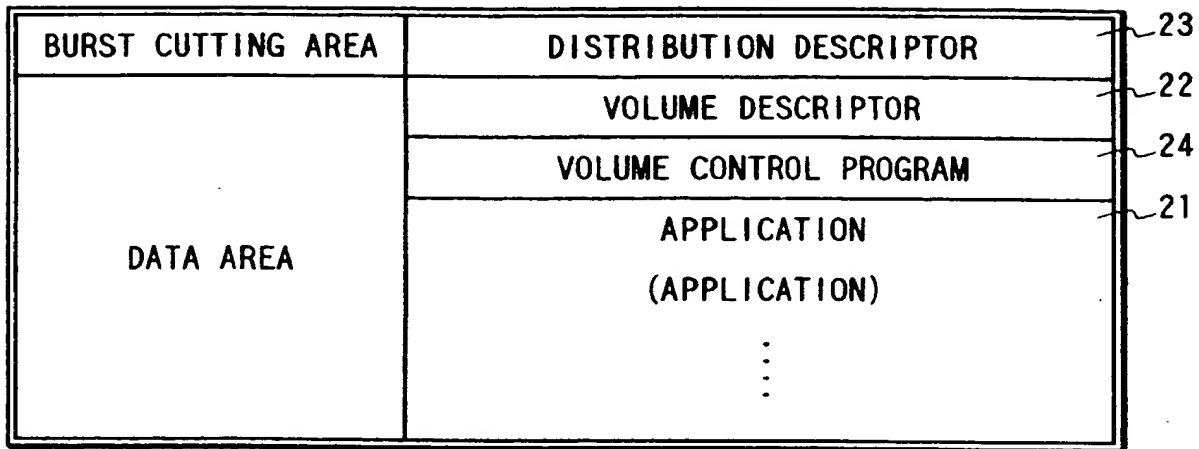 BURST CUTTING AREA
DISTRIBUTION DESCRIPTOR
23
VOLUME DESCRIPTOR
22
VOLUME CONTROL PROGRAM
24
DATA AREA
APPLICATION
21
(APPLICATION)